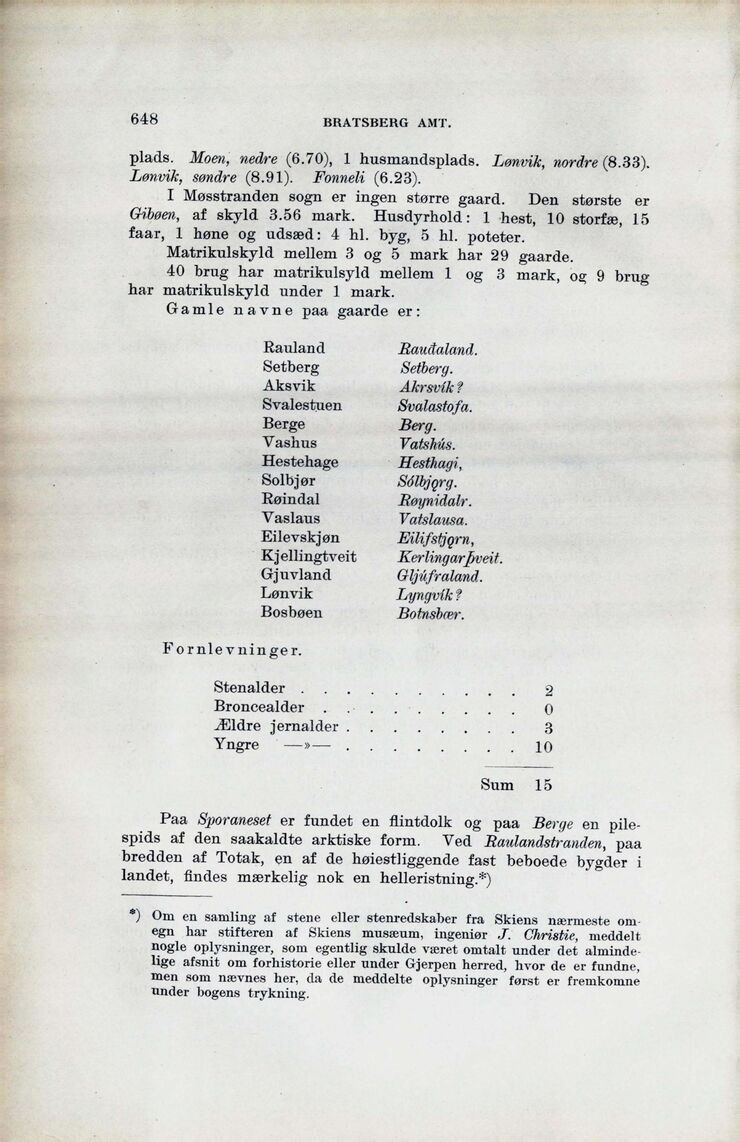 648
BRATSBERG AMT.
plads. Moen, nedre (6.70), 1 husmandsplads. Lønvik, nordre (8.33).
Lønvik, søndre (8.91). Fonneli (6.23).
I Møsstranden sogn er ingen større gaard. Den største er
Gibøen, af skyld 3.56 mark. Husdyrhold: 1 hest, 10 storfæ, 15
faar, 1 høne og udsæd: 4 hl. byg, 5 hl. poteter.
Matrikulskyld mellem 3 og 5 mark har 29 gaarde.
40 brug har matrikulsyld mellem 1 og 3 mark, og 9 brug
har matrikulskyld under 1 mark.
Gamle navne paa gaarde er:
Rauland Rauđaland.
Setberg Setberg.
Aksvik Akrsvík?
Svalestuen Svalastofa.
Berge Berg.
Vashus Vatshús.
Hestehage Hesthagi,
Solbjør Sólbjǫrg.
Røindal Røynidalr.
Vaslaus Vatslausa.
Eilevskjøn Eilifstjǫrn,
Kjellingtveit Kerlingarþveit.
Gjuvland Gljúfraland.
Lønvik Lyngvík?
Bosbøen Botnsbær.
Fornlevninger.
Stenalder . . . . . . . . . . 2
Broncealder . . . . . . . . . 0
Ældre jernalder . . . . . . . . 3
Yngre —»— . . . . . . . . 10
Sum 15
Paa Sporaneset er fundet en flintdolk og paa Berge en pile-
spids af den saakaldte arktiske form. Ved Raulandstranden, paa
bredden af Totak, en af de høiestliggende fast beboede bygder i
landet, findes mærkelig nok en helleristning.*)
*) Om en samling af stene eller stenredskaber fra Skiens nærmeste om-
egn har stifteren af Skiens musæum, ingeniør J. Christie, meddelt
nogle oplysninger, som egentlig skulde været omtalt under det alminde-
lige afsnit om forhistorie eller under Gjerpen herred, hvor de er fundne,
men som nævnes her, da de meddelte oplysninger først er fremkomne
under bogens trykning.